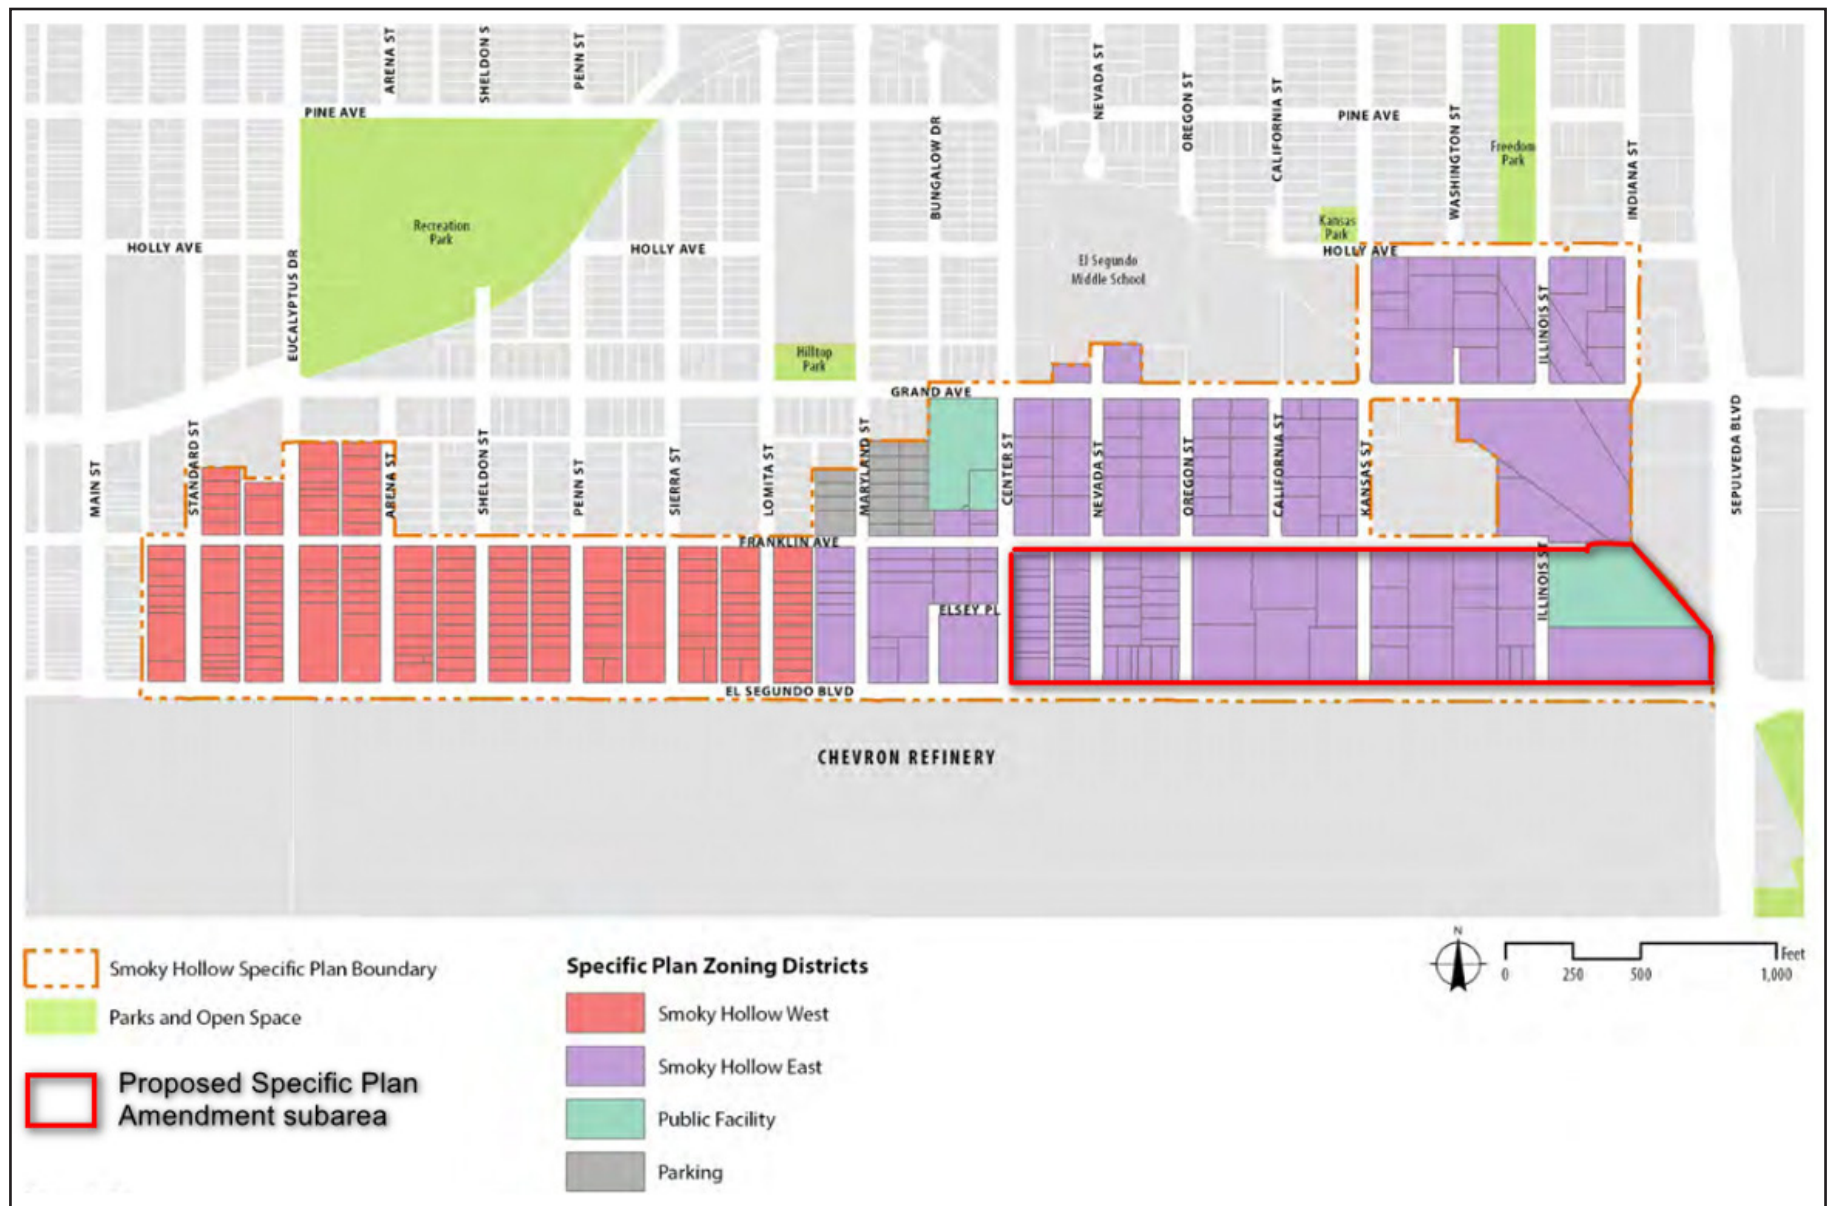 ARENA ST
SHELDON S
PENN ST
NEVADA ST
OREGON ST
CALIFORNIA ST
PINE AVE
BUNGALOW DR
PINE AVE
WASHINGTON ST
Freedom
Park
INDIANA ST
Recreation
Park
Kansas
Park
HOLLY AVE
HOLLY AVE
HOLLY AVE
EUCALYPTUS DR
El Segundo
Middle School
ILLINOIS ST
Hilltop
Park
GRAND AVE
MAIN ST
STANDARD ST
ARENA ST
SHELDON ST
PENN ST
SIERRA ST
LOMITA ST
MARYLAND ST
CENTER ST
NEVADA ST
OREGON ST
CALIFORNIA ST
KANSAS ST
SEPULVEDA BLVD
FRANKLIN AVE
ELSEY PL
ILLINOIS ST
EL SEGUNDO BLVD
CHEVRON REFINERY
Smoky Hollow Specific Plan Boundary
Parks and Open Space
Proposed Specific Plan
Amendment subarea
Specific Plan Zoning Districts
Smoky Hollow West
Smoky Hollow East
Public Facility
Parking
N
Feet
0 250 500 1,000